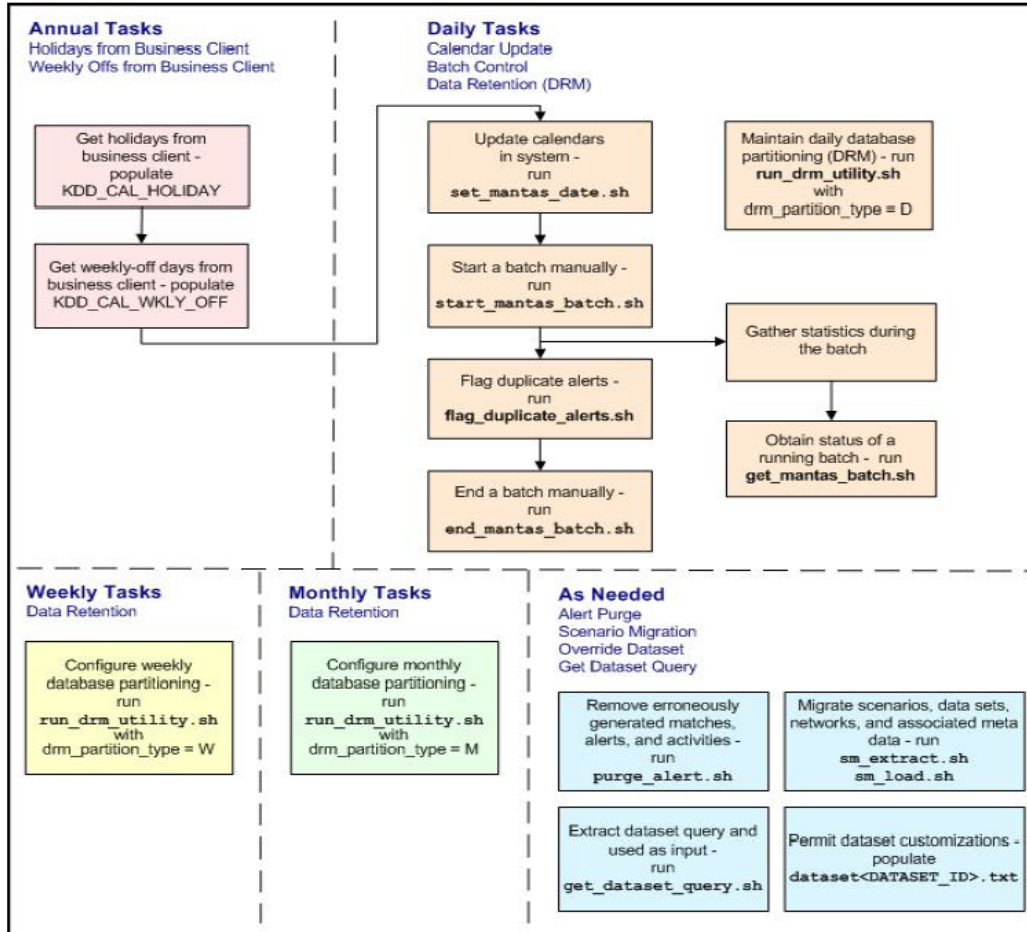 Annual Tasks
Holidays from Business Client
Weekly Offs from Business Client
Get holidays from
business client -
populate
KDD_CAL_HOLIDAY
Get weekly-off days from
business client - populate
KDD_CAL_WKLY_OFF
Daily Tasks
Calendar Update
Batch Control
Data Retention (DRM)
Update calendars
in system -
run
set_mantas_date.sh
Start a batch manually -
run
start_mantas_batch.sh
Flag duplicate alerts -
run
flag_duplicate_alerts.sh
End a batch manually -
run
end_mantas_batch.sh
Maintain daily database
partitioning (DRM) - run
run_drm_utility.sh
with
drm_partition_type = D
Gather statistics during
the batch
Obtain status of a
running batch - run
get_mantas_batch.sh
Weekly Tasks
Data Retention
Configure weekly
database partitioning -
run
run_drm_utility.sh
with
drm_partition_type = W
Monthly Tasks
Data Retention
Configure monthly
database partitioning -
run
run_drm_utility.sh
with
drm_partition_type = M
As Needed
Alert Purge
Scenario Migration
Override Dataset
Get Dataset Query
Remove erroneously
generated matches,
alerts, and activities -
run
purge_alert.sh
Migrate scenarios, data sets,
networks, and associated meta
data - run
sm_extract.sh
sm_load.sh
Extract dataset query and
used as input -
run
get_dataset_query.sh
Permit dataset customizations -
populate
dataset<DATASET_ID>.txt